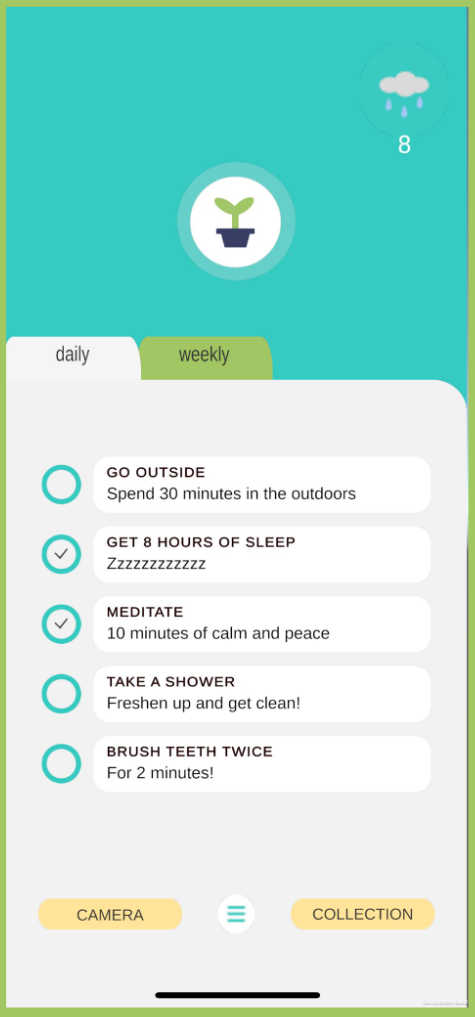 8
daily
weekly
GO OUTSIDE
Spend 30 minutes in the outdoors
GET 8 HOURS OF SLEEP
Zzzzzzzzzzzz
MEDITATE
10 minutes of calm and peace
TAKE A SHOWER
Freshen up and get clean!
BRUSH TEETH TWICE
For 2 minutes!
CAMERA
COLLECTION